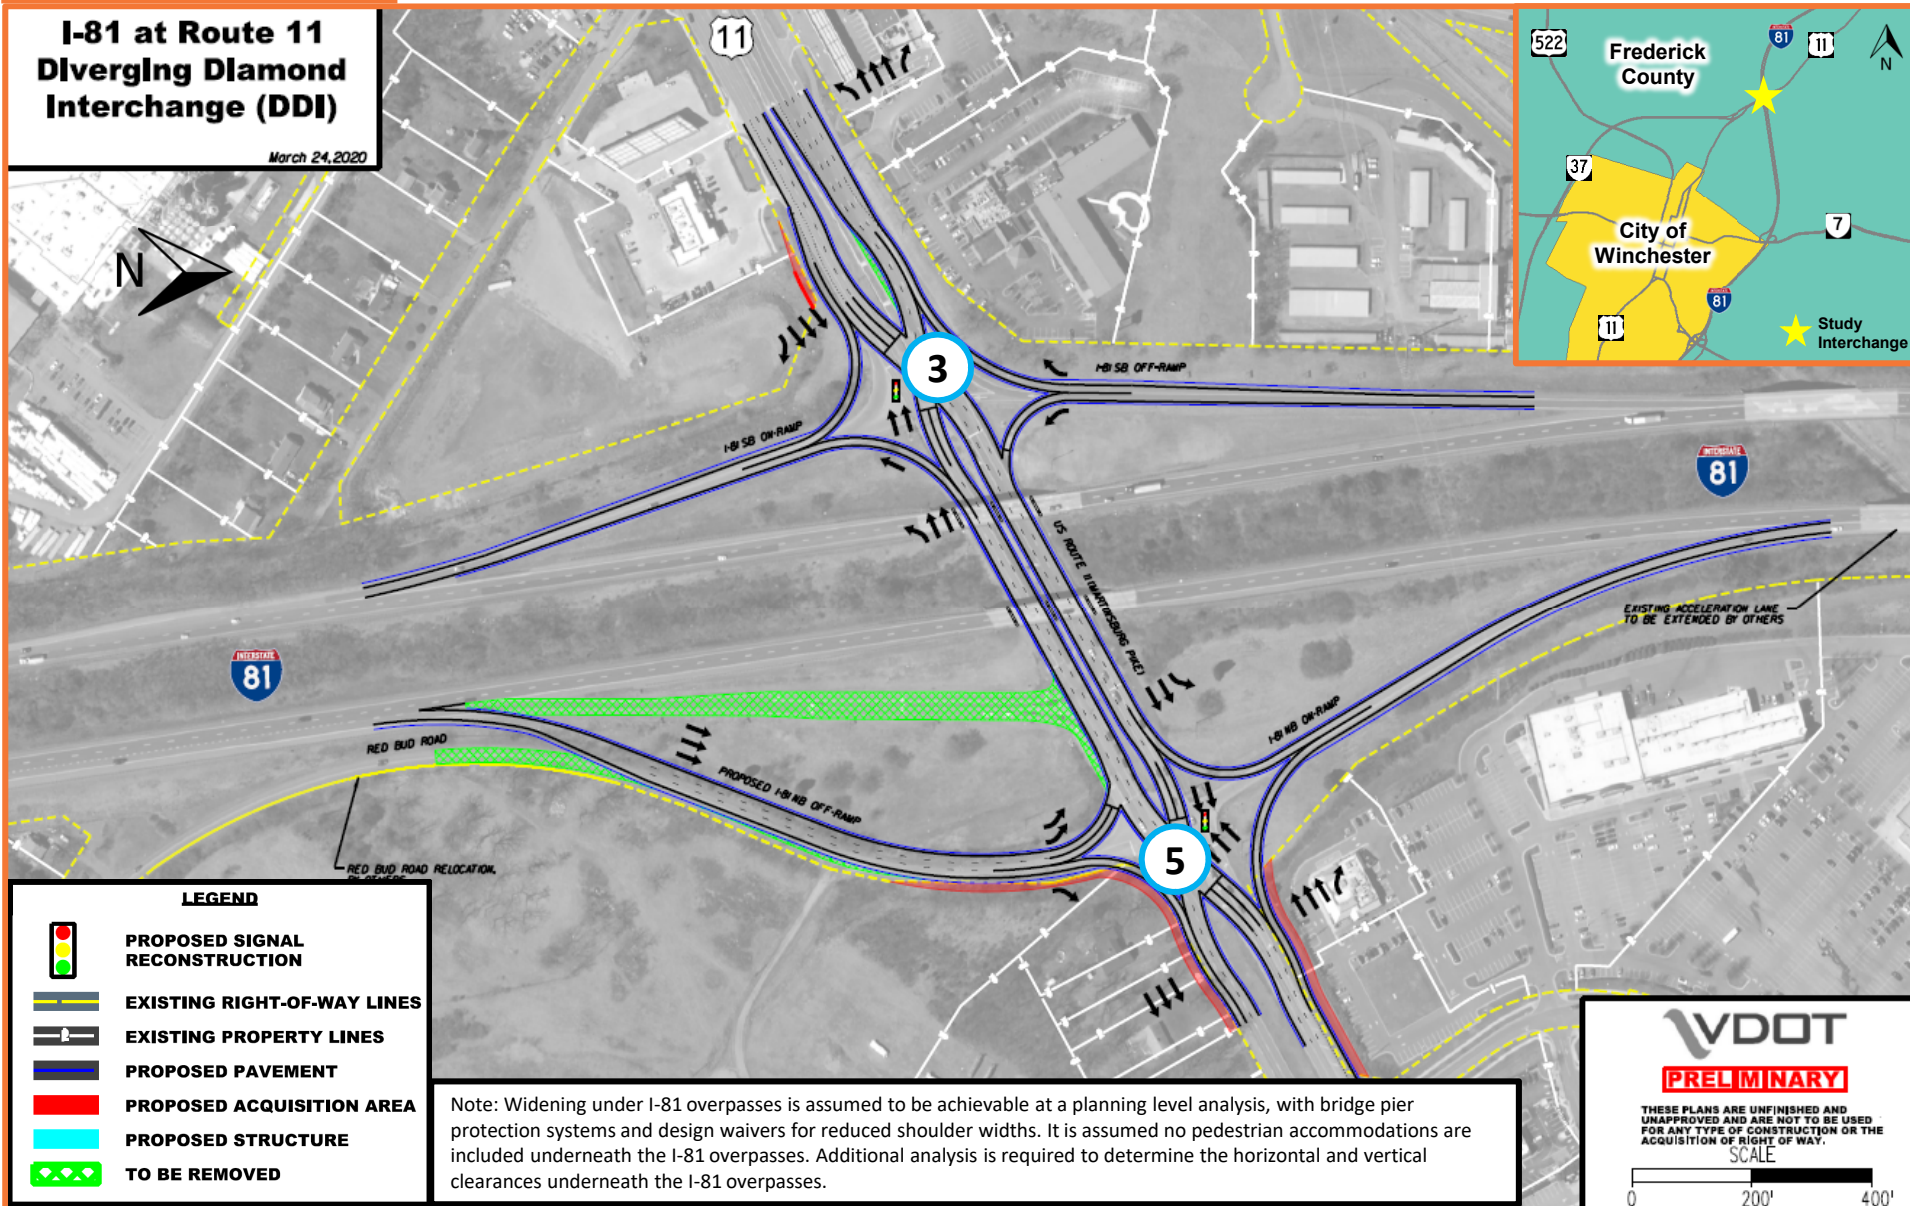 I-81 at Route 11
Diverging Diamond
Interchange (DDI)
March 24,2020
11
N
522
Frederick
County
81
11
N
37
City of
Winchester
7
81
11
Study
Interchange
3
I-81 SB OFF-RAMP
I-81 SB ON-RAMP
INTERSTATE
81
US ROUTE 11 (MARTINSBURG PIKE)
EXISTING ACCELERATION LANE
TO BE EXTENDED BY OTHERS
INTERSTATE
81
I-81 NB ON-RAMP
RED BUD ROAD
PROPOSED I-81 NB OFF-RAMP
5
RED BUD ROAD RELOCATION,
BY OTHERS
LEGEND
PROPOSED SIGNAL
RECONSTRUCTION
EXISTING RIGHT-OF-WAY LINES
EXISTING PROPERTY LINES
PROPOSED PAVEMENT
PROPOSED ACQUISITION AREA
PROPOSED STRUCTURE
TO BE REMOVED
Note: Widening under I-81 overpasses is assumed to be achievable at a planning level analysis, with bridge pier
protection systems and design waivers for reduced shoulder widths. It is assumed no pedestrian accommodations are
included underneath the I-81 overpasses. Additional analysis is required to determine the horizontal and vertical
clearances underneath the I-81 overpasses.
VDOT
PRELIMINARY
THESE PLANS ARE UNFINISHED AND
UNAPPROVED AND ARE NOT TO BE USED
FOR ANY TYPE OF CONSTRUCTION OR THE
ACQUISITION OF RIGHT OF WAY.
SCALE
0 200' 400'